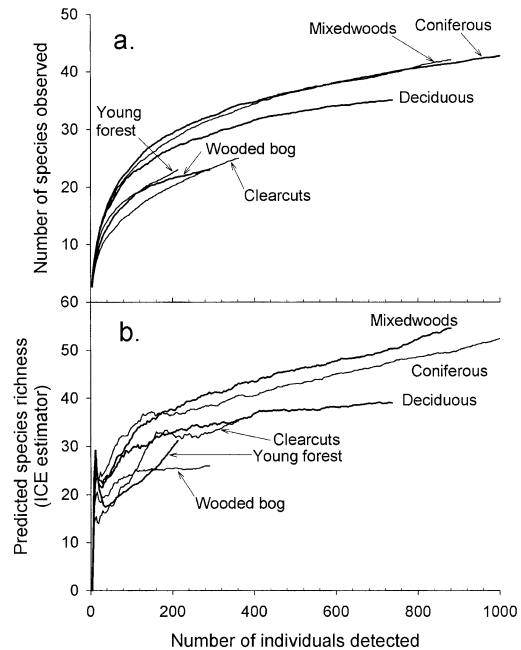 50
40
30
20
10
Number of species observed
a.
Mixedwoods
Coniferous
Deciduous
Young
forest
Wooded bog
Clearcuts
60
50
40
30
20
10
0
Predicted species richness
(ICE estimator)
b.
Mixedwoods
Coniferous
Deciduous
Clearcuts
Young forest
Wooded bog
0 200 400 600 800 1000
Number of individuals detected